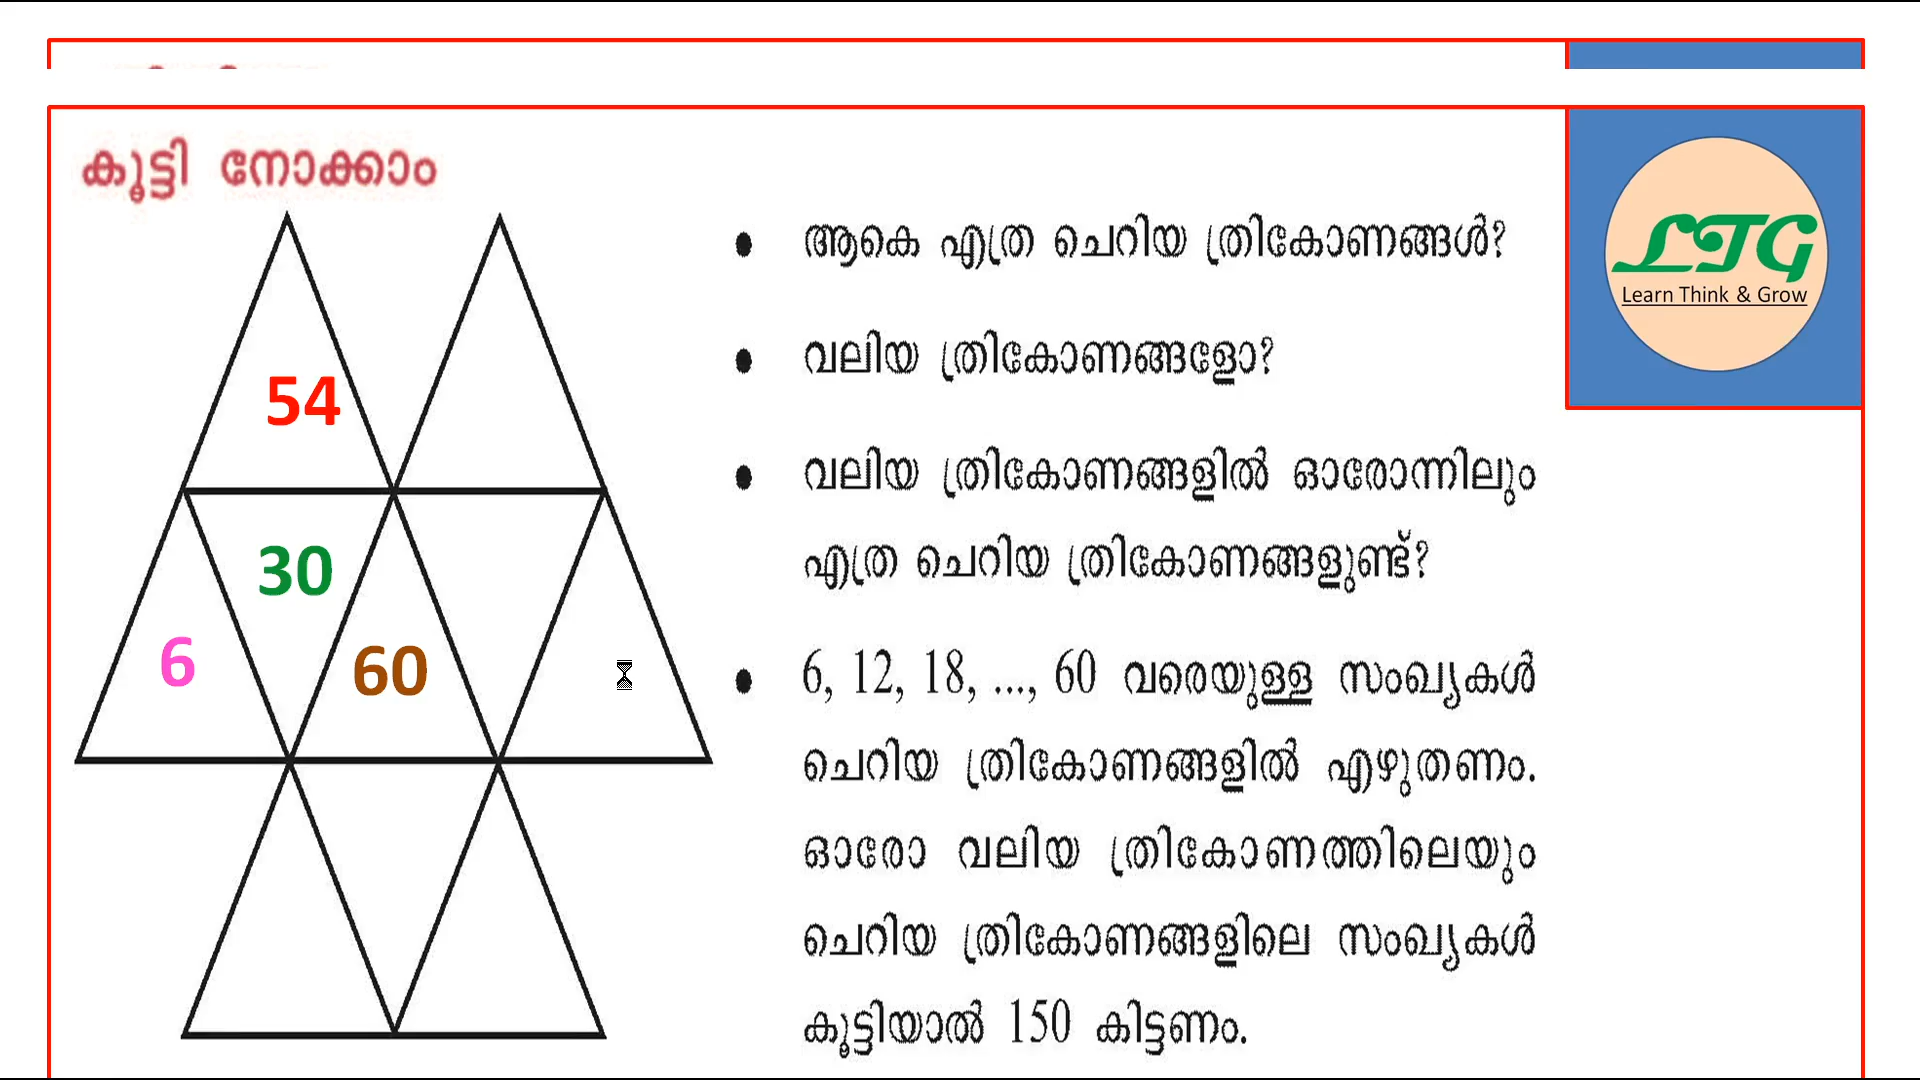 കൂട്ടി നോക്കാം
54
30
6
60
ആകെ എത്ര ചെറിയ ത്രികോണങ്ങൾ?
വലിയ ത്രികോണങ്ങളോ?
വലിയ ത്രികോണങ്ങളിൽ ഓരോന്നിലും
എത്ര ചെറിയ ത്രികോണങ്ങളുണ്ട്?
6, 12, 18, ..., 60 വരെയുള്ള സംഖ്യകൾ
ചെറിയ ത്രികോണങ്ങളിൽ എഴുതണം.
ഓരോ വലിയ ത്രികോണത്തിലെയും
ചെറിയ ത്രികോണങ്ങളിലെ സംഖ്യകൾ
കൂട്ടിയാൽ 150 കിട്ടണം.
LTG
Learn Think & Grow